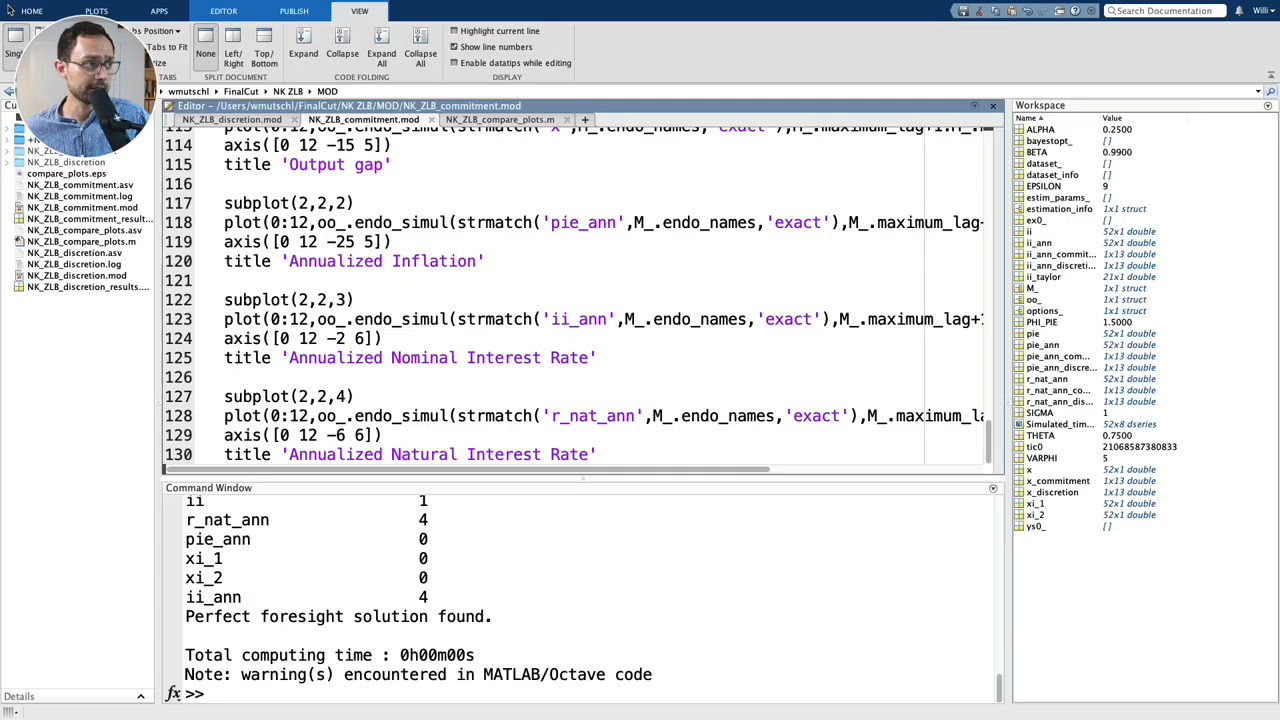 HOME PLOTS APPS EDITOR PUBLISH VIEW Search Documentation Willi
Position
Tabs to Fit
TABS
None Left/Right Top/Bottom
SPLIT DOCUMENT
Expand Collapse Expand All Collapse All
CODE FOLDING
Highlight current line
Show line numbers
Enable datatips while editing
DISPLAY
wmutschl FinalCut NK ZLB MOD
Editor - /Users/wmutschl/FinalCut/NK ZLB/MOD/NK_ZLB_commitment.mod
NK_ZLB_discretion.mod NK_ZLB_commitment.mod NK_ZLB_compare_plots.m +
NK_ZLB_discretion
compare_plots.eps
NK_ZLB_commitment.asv
NK_ZLB_commitment.log
NK_ZLB_commitment.mod
NK_ZLB_commitment_result...
NK_ZLB_compare_plots.asv
NK_ZLB_compare_plots.m
NK_ZLB_discretion.asv
NK_ZLB_discretion.log
NK_ZLB_discretion.mod
NK_ZLB_discretion_results....
Details
114 axis([0 12 -15 5])
115 title 'Output gap'
116
117 subplot(2,2,2)
118 plot(0:12,oo_.endo_simul(strmatch('pie_ann',M_.endo_names,'exact'),M_.maximum_lag+
119 axis([0 12 -25 5])
120 title 'Annualized Inflation'
121
122 subplot(2,2,3)
123 plot(0:12,oo_.endo_simul(strmatch('ii_ann',M_.endo_names,'exact'),M_.maximum_lag+1
124 axis([0 12 -2 6])
125 title 'Annualized Nominal Interest Rate'
126
127 subplot(2,2,4)
128 plot(0:12,oo_.endo_simul(strmatch('r_nat_ann',M_.endo_names,'exact'),M_.maximum_la
129 axis([0 12 -6 6])
130 title 'Annualized Natural Interest Rate'
Command Window
ii 1
r_nat_ann 4
pie_ann 0
xi_1 0
xi_2 0
ii_ann 4
Perfect foresight solution found.
Total computing time : 0h00m00s
Note: warning(s) encountered in MATLAB/Octave code
fx >>
Workspace
Name Value
ALPHA 0.2500
bayestopt_ []
BETA 0.9900
dataset_ []
dataset_info []
EPSILON 9
estim_params_ []
estimation_info 1x1 struct
ex0_ []
ii 52x1 double
ii_ann 52x1 double
ii_ann_commit... 1x13 double
ii_ann_discreti... 1x13 double
ii_taylor 21x1 double
M_ 1x1 struct
oo_ 1x1 struct
options_ 1x1 struct
PHI_PIE 1.5000
pie 52x1 double
pie_ann 52x1 double
pie_ann_com... 1x13 double
pie_ann_discre... 1x13 double
r_nat_ann 52x1 double
r_nat_ann_co... 1x13 double
r_nat_ann_dis... 1x13 double
SIGMA 1
Simulated_tim... 52x8 dseries
THETA 0.7500
tic0 21068587380833
VARPHI 5
x 52x1 double
x_commitment 1x13 double
x_discretion 1x13 double
xi_1 52x1 double
xi_2 52x1 double
ys0_ []